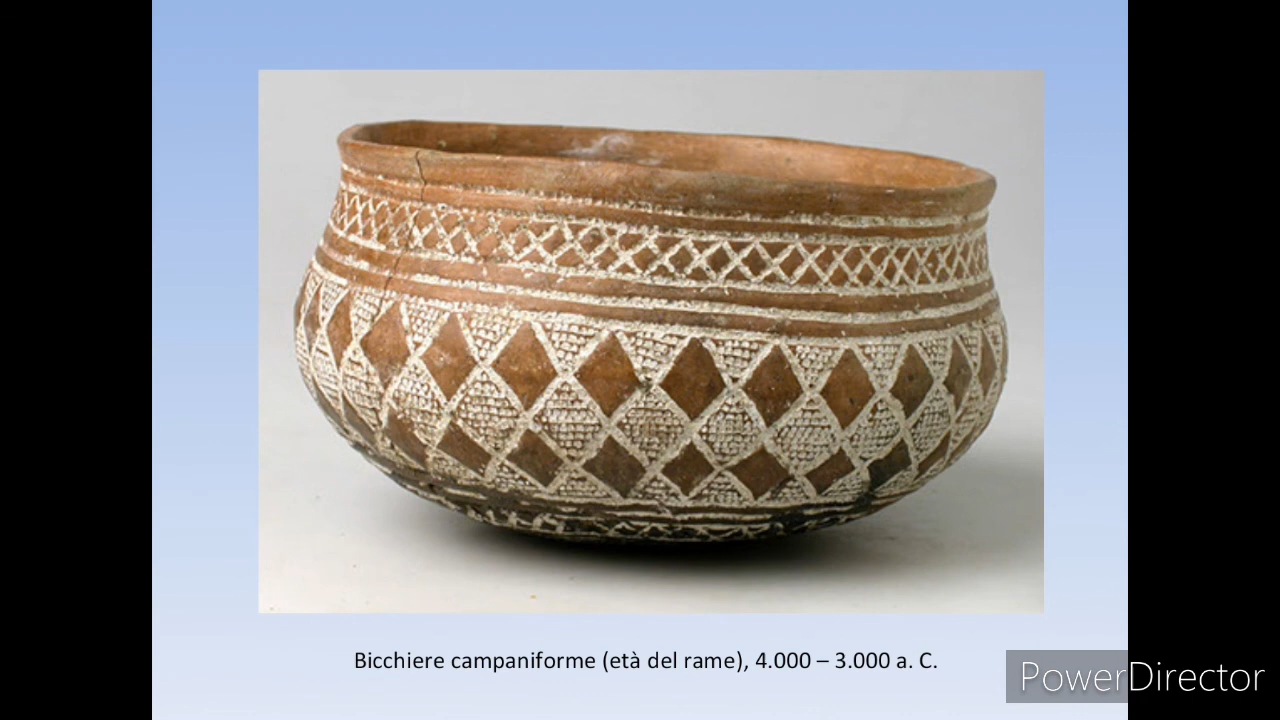 Bicchiere campaniforme (età del rame), 4.000 – 3.000 a. C.
PowerDirector